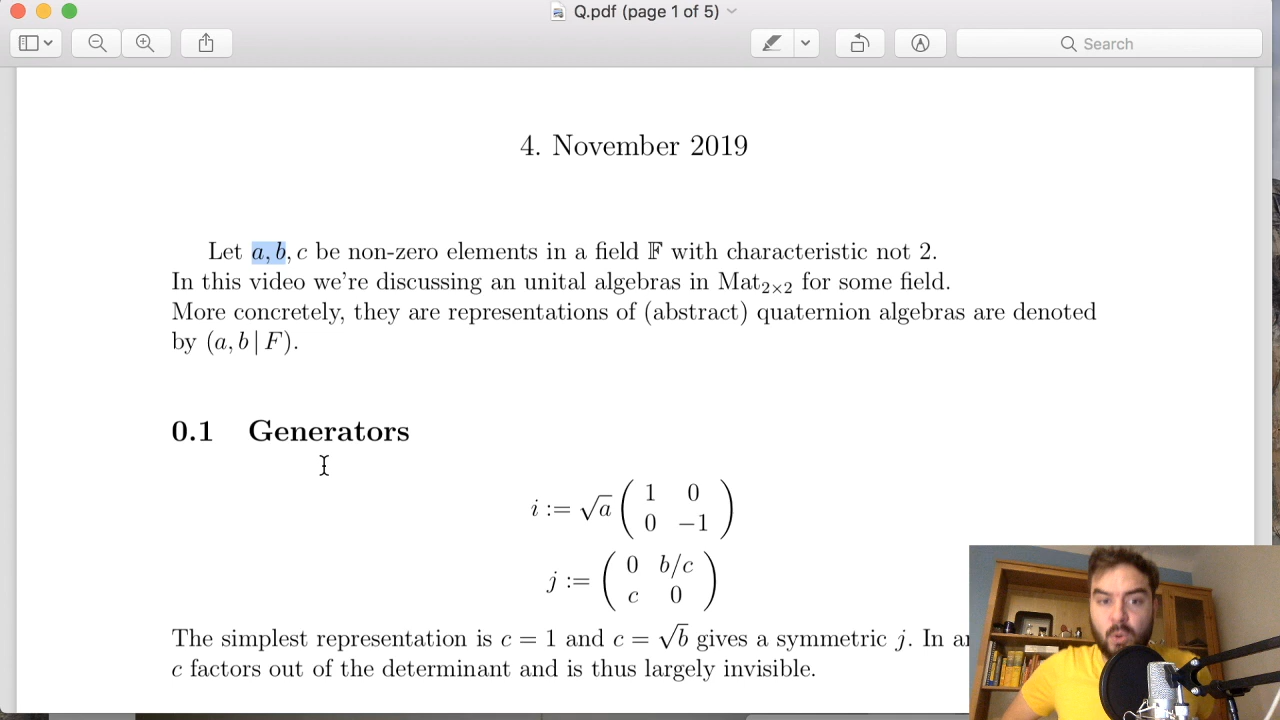 Q.pdf (page 1 of 5)
Search
4. November 2019
Let a, b, c be non-zero elements in a field 𝔽 with characteristic not 2.
In this video we're discussing an unital algebras in Mat₂ₓ₂ for some field.
More concretely, they are representations of (abstract) quaternion algebras are denoted
by (a, b | F).
0.1 Generators
i := √a ( 1 0
0 −1 )
j := ( 0 b/c
c 0 )
The simplest representation is c = 1 and c = √b gives a symmetric j. In
c factors out of the determinant and is thus largely invisible.